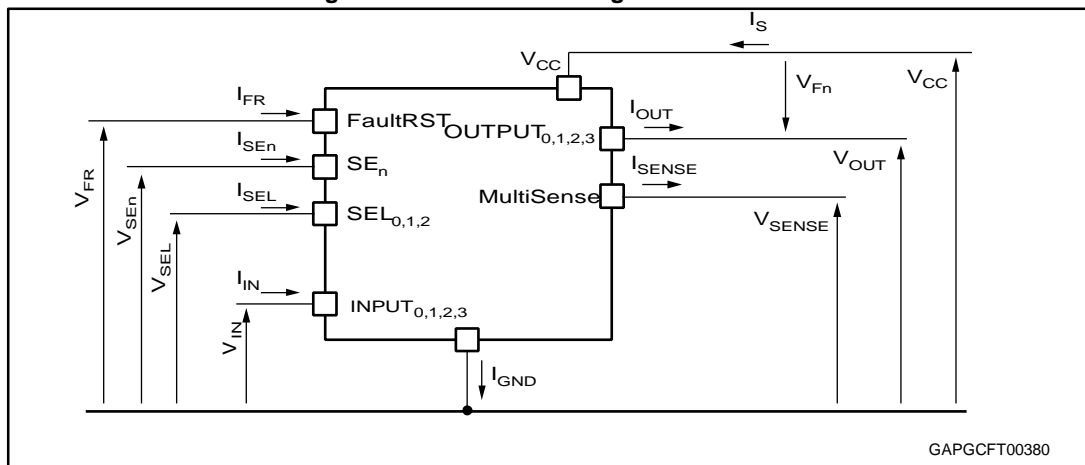 I_S
V_CC
V_Fn
V_CC
I_FR
FaultRST
OUTPUT_0,1,2,3
I_OUT
I_SEn
SE_n
I_SENSE
V_OUT
V_FR
I_SEL
MultiSense
V_SEn
SEL_0,1,2
V_SENSE
V_SEL
I_IN
INPUT_0,1,2,3
V_IN
I_GND
GAPGCFT00380